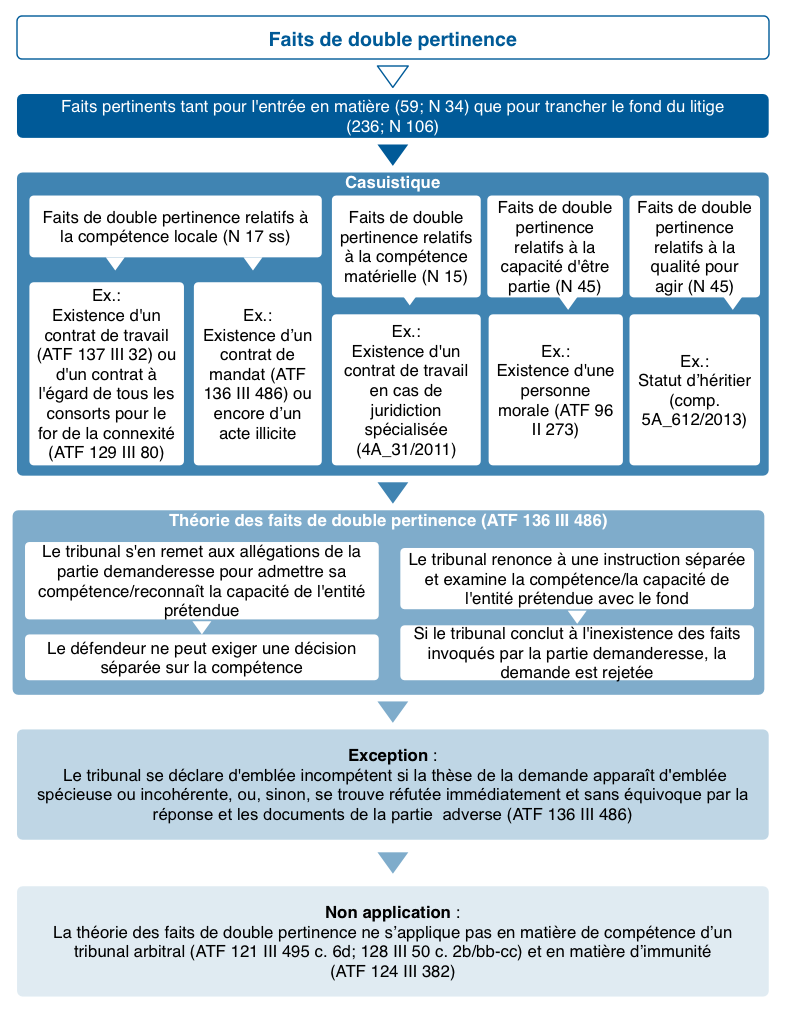 Faits de double pertinence
Faits pertinents tant pour l'entrée en matière (59; N 34) que pour trancher le fond du litige
(236; N 106)
Casuistique
Faits de double pertinence relatifs à
la compétence locale (N 17 ss)
Ex.:
Existence d'un
contrat de travail
(ATF 137 III 32) ou
d'un contrat à
l'égard de tous les
consorts pour le
for de la connexité
(ATF 129 III 80)
Ex.:
Existence d’un
contrat de
mandat (ATF
136 III 486) ou
encore d’un
acte illicite
Faits de double
pertinence relatifs
à la compétence
matérielle (N 15)
Ex.:
Existence d'un
contrat de travail
en cas de
juridiction
spécialisée
(4A_31/2011)
Faits de double
pertinence
relatifs à la
capacité d'être
partie (N 45)
Ex.:
Existence d'une
personne
morale (ATF 96
II 273)
Faits de double
pertinence
relatifs à la
qualité pour
agir (N 45)
Ex.:
Statut d’héritier
(comp.
5A_612/2013)
Théorie des faits de double pertinence (ATF 136 III 486)
Le tribunal s'en remet aux allégations de la
partie demanderesse pour admettre sa
compétence/reconnaît la capacité de l'entité
prétendue
Le défendeur ne peut exiger une décision
séparée sur la compétence
Le tribunal renonce à une instruction séparée
et examine la compétence/la capacité de
l'entité prétendue avec le fond
Si le tribunal conclut à l'inexistence des faits
invoqués par la partie demanderesse, la
demande est rejetée
Exception :
Le tribunal se déclare d'emblée incompétent si la thèse de la demande apparaît d'emblée
spécieuse ou incohérente, ou, sinon, se trouve réfutée immédiatement et sans équivoque par la
réponse et les documents de la partie  adverse (ATF 136 III 486)
Non application :
La théorie des faits de double pertinence ne s’applique pas en matière de compétence d’un
tribunal arbitral (ATF 121 III 495 c. 6d; 128 III 50 c. 2b/bb-cc) et en matière d’immunité
(ATF 124 III 382)